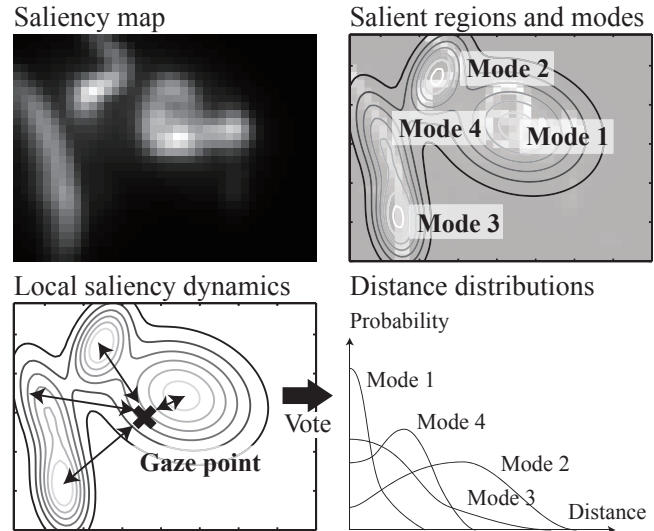 Saliency map
Salient regions and modes
Mode 2
Mode 4
Mode 1
Mode 3
Local saliency dynamics
Distance distributions
Gaze point
Vote
Probability
Mode 1
Mode 4
Mode 2
Mode 3
Distance